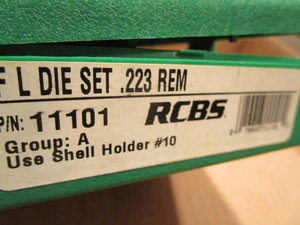 F L DIE SET .223 REM
P/N: 11101 RCBS®
Group: A
Use Shell Holder #10